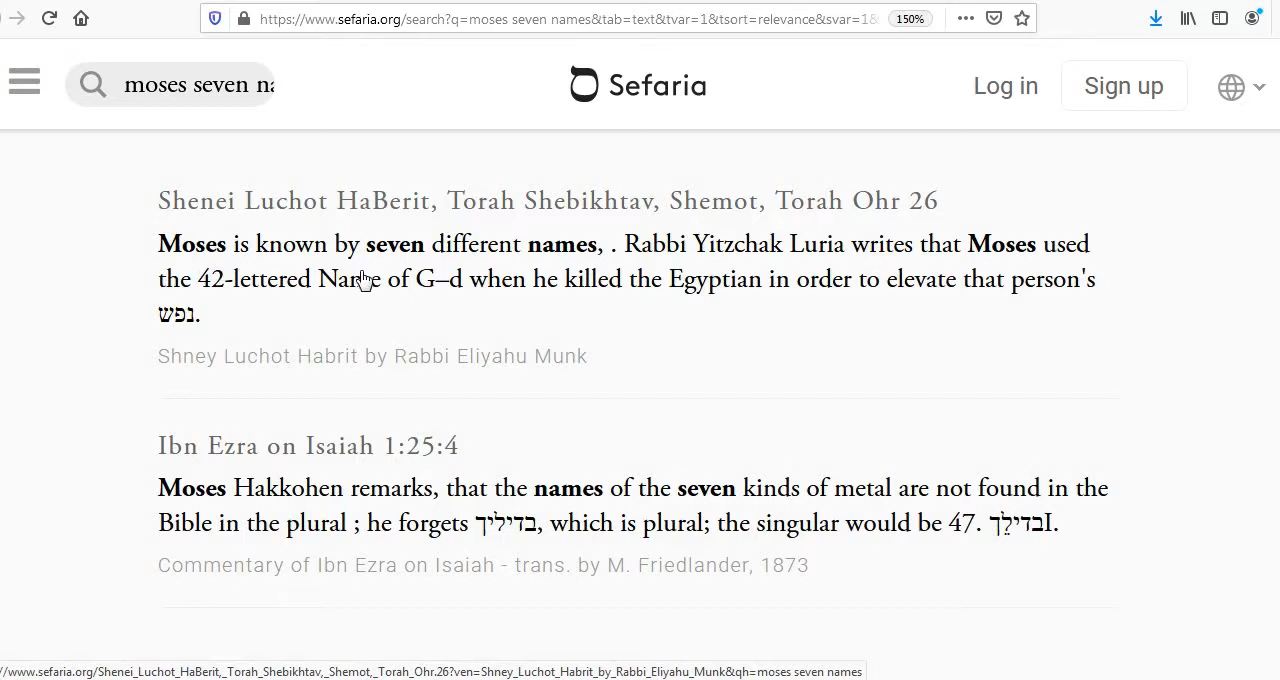 https://www.sefaria.org/search?q=moses seven names&tab=text&tvar=1&tsort=relevance&svar=1&
150%
moses seven na
Sefaria
Log in
Sign up
Shenei Luchot HaBerit, Torah Shebikhtav, Shemot, Torah Ohr 26
Moses is known by seven different names, . Rabbi Yitzchak Luria writes that Moses used
the 42-lettered Name of G–d when he killed the Egyptian in order to elevate that person's
נפש.
Shney Luchot Habrit by Rabbi Eliyahu Munk
Ibn Ezra on Isaiah 1:25:4
Moses Hakkohen remarks, that the names of the seven kinds of metal are not found in the
Bible in the plural ; he forgets בדיליך, which is plural; the singular would be 47. בדילֵךI.
Commentary of Ibn Ezra on Isaiah - trans. by M. Friedlander, 1873
//www.sefaria.org/Shenei_Luchot_HaBerit,_Torah_Shebikhtav,_Shemot,_Torah_Ohr.26?ven=Shney_Luchot_Habrit_by_Rabbi_Eliyahu_Munk&qh=moses seven names